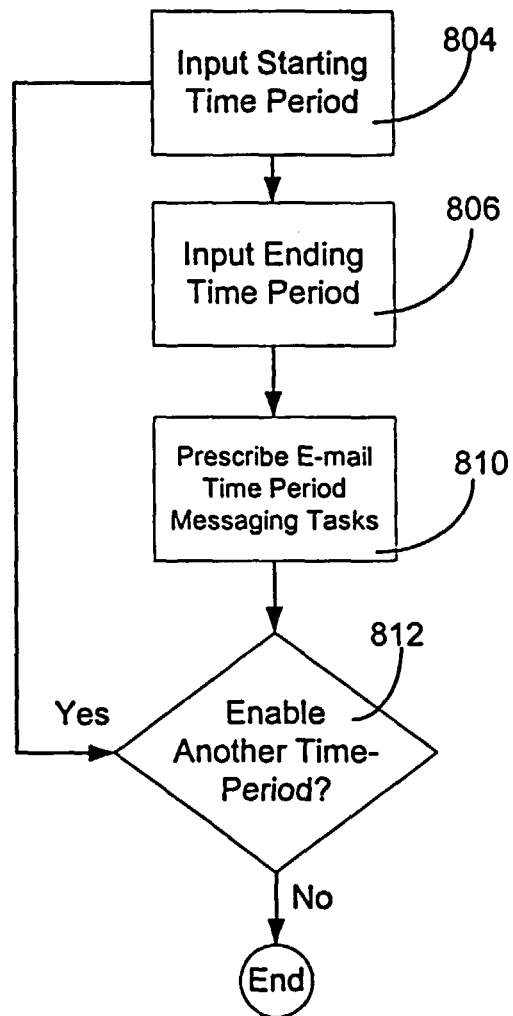 Input Starting
Time Period
804
Input Ending
Time Period
806
Prescribe E-mail
Time Period
Messaging Tasks
810
812
Yes
Enable
Another Time-
Period?
No
End